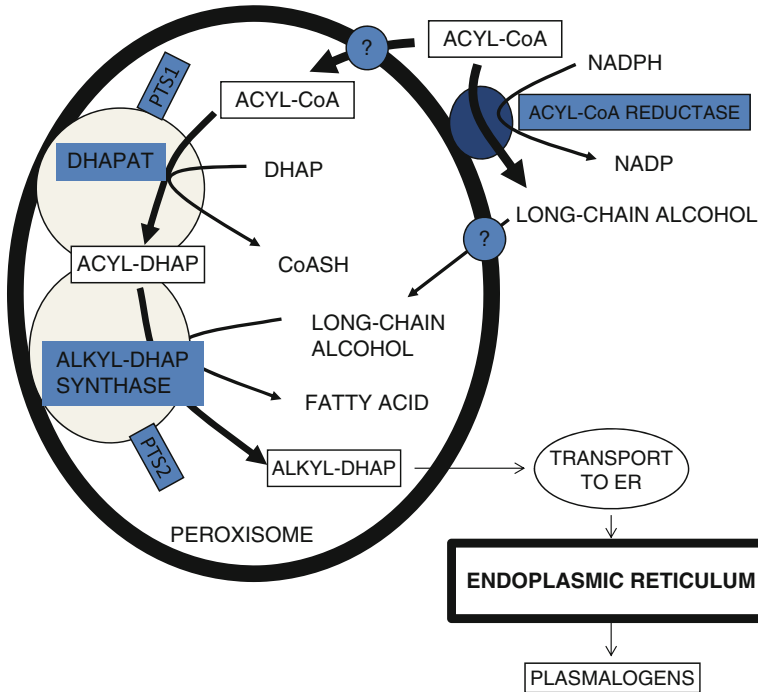 ?
ACYL-CoA
NADPH
PTS1
ACYL-CoA
ACYL-CoA REDUCTASE
DHAPAT
DHAP
NADP
LONG-CHAIN ALCOHOL
?
ACYL-DHAP
CoASH
LONG-CHAIN
ALCOHOL
ALKYL-DHAP
SYNTHASE
FATTY ACID
PTS2
ALKYL-DHAP
TRANSPORT
TO ER
PEROXISOME
ENDOPLASMIC RETICULUM
PLASMALOGENS